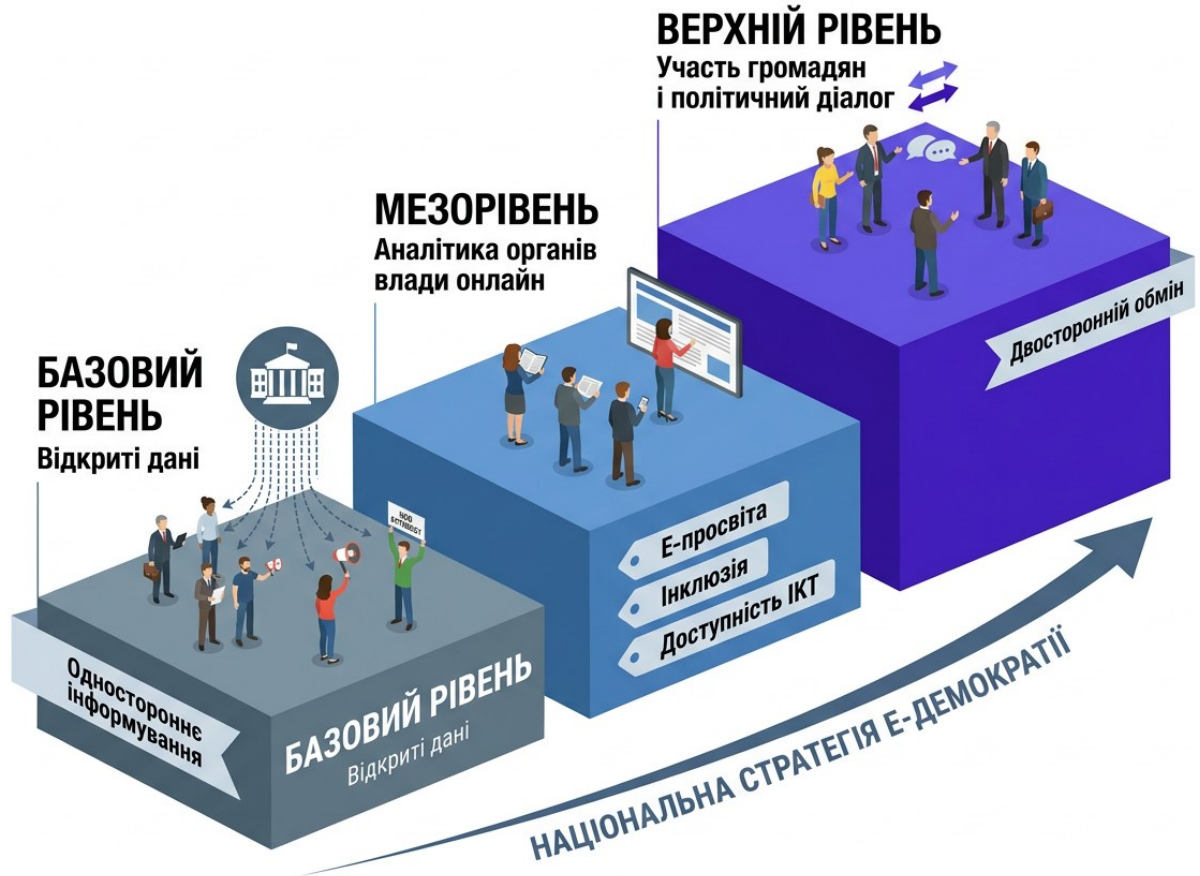 ВЕРХНІЙ РІВЕНЬ
Участь громадян
і політичний діалог
МЕЗОРІВЕНЬ
Аналітика органів
влади онлайн
БАЗОВИЙ
РІВЕНЬ
Відкриті дані
Двосторонній обмін
Е-просвіта
Інклюзія
Доступність ІКТ
Одностороннє
інформування
БАЗОВИЙ РІВЕНЬ
Відкриті дані
НАЦІОНАЛЬНА СТРАТЕГІЯ Е-ДЕМОКРАТІЇ